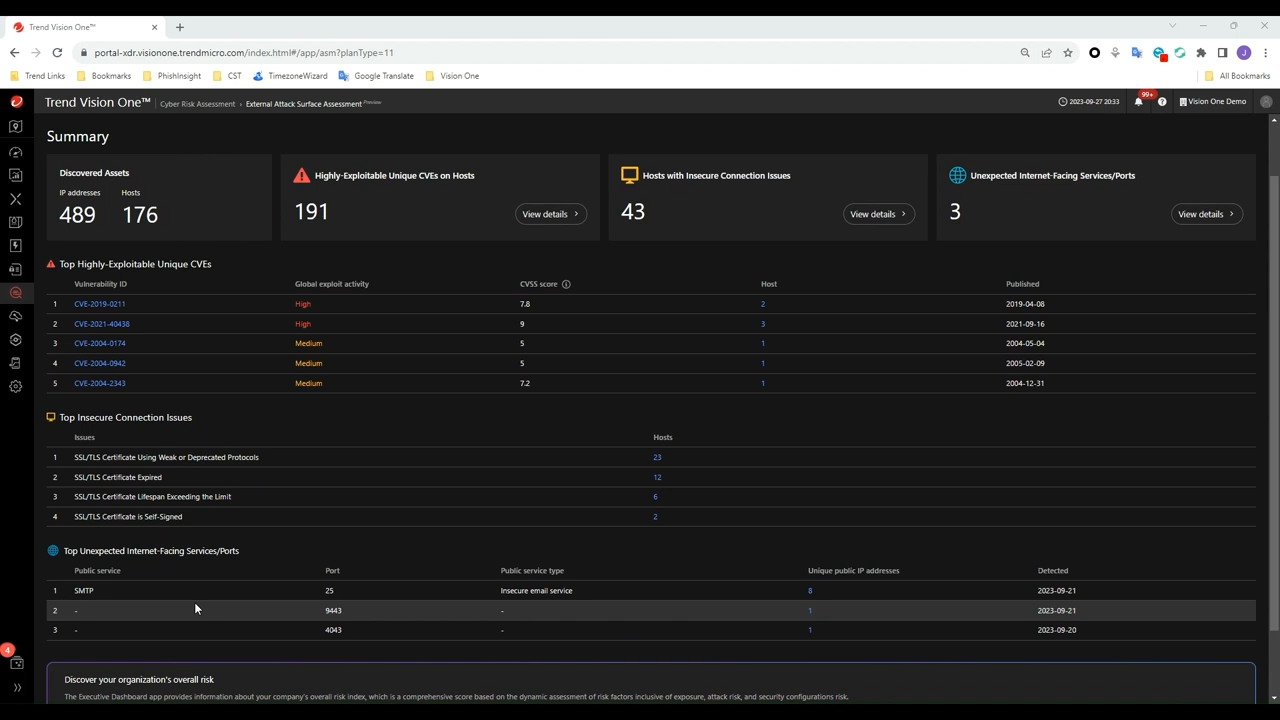 Trend Vision One™
portal-xdr.visionone.trendmicro.com/index.html#/app/asm?planType=11
J
Trend Links Bookmarks PhishInsight CST TimezoneWizard Google Translate Vision One All Bookmarks
Trend Vision One™ Cyber Risk Assessment › External Attack Surface Assessment Preview 2023-09-27 20:33 99+ Vision One Demo
Summary
Discovered Assets
IP addresses Hosts
489 176
Highly-Exploitable Unique CVEs on Hosts
191 View details >
Hosts with Insecure Connection Issues
43 View details >
Unexpected Internet-Facing Services/Ports
3 View details >
Top Highly-Exploitable Unique CVEs
Vulnerability ID Global exploit activity CVSS score Host Published
1 CVE-2019-0211 High 7.8 2 2019-04-08
2 CVE-2021-40438 High 9 3 2021-09-16
3 CVE-2004-0174 Medium 5 1 2004-05-04
4 CVE-2004-0942 Medium 5 1 2005-02-09
5 CVE-2004-2343 Medium 7.2 1 2004-12-31
Top Insecure Connection Issues
Issues Hosts
1 SSL/TLS Certificate Using Weak or Deprecated Protocols 23
2 SSL/TLS Certificate Expired 12
3 SSL/TLS Certificate Lifespan Exceeding the Limit 6
4 SSL/TLS Certificate is Self-Signed 2
Top Unexpected Internet-Facing Services/Ports
Public service Port Public service type Unique public IP addresses Detected
1 SMTP 25 Insecure email service 8 2023-09-21
2 - 9443 - 1 2023-09-21
3 - 4043 - 1 2023-09-20
4
Discover your organization's overall risk
The Executive Dashboard app provides information about your company's overall risk index, which is a comprehensive score based on the dynamic assessment of risk factors inclusive of exposure, attack risk, and security configurations risk.